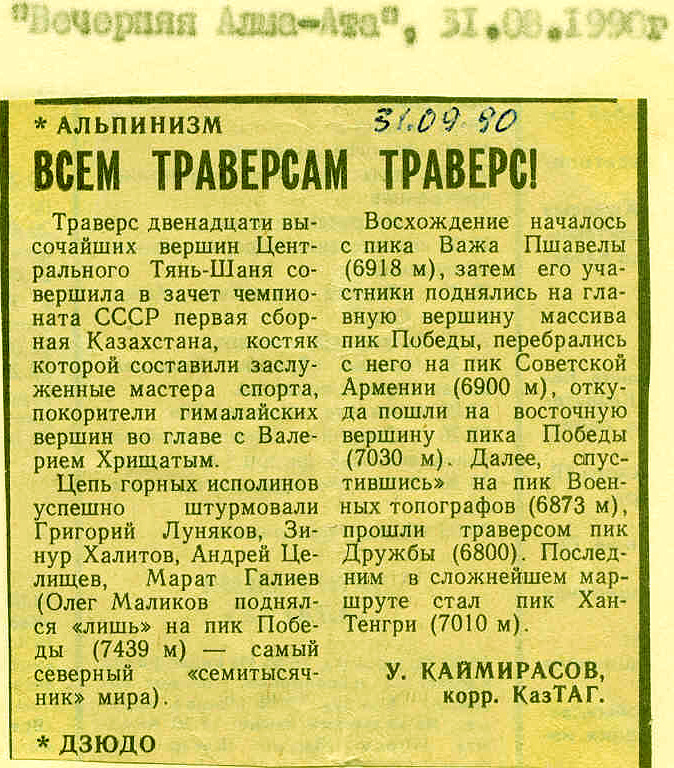 "Вечерняя Алма-Ата", 31.08.1990г
* АЛЬПИНИЗМ
31.09.90
ВСЕМ ТРАВЕРСАМ ТРАВЕРС!
Траверс двенадцати вы-
сочайших вершин Цент-
рального Тянь-Шаня со-
вершила в зачет чемпио-
ната СССР первая сбор-
ная Казахстана, костяк
которой составили заслу-
женные мастера спорта,
покорители гималайских
вершин во главе с Вале-
рием Хрищатым.
Цепь горных исполинов
успешно штурмовали
Григорий Луняков, Зи-
нур Халитов, Андрей Це-
лищев, Марат Галиев
(Олег Маликов поднял-
ся «лишь» на пик Побе-
ды (7439 м) — самый
северный «семитысяч-
ник» мира).
Восхождение началось
с пика Важа Пшавелы
(6918 м), затем его уча-
стники поднялись на гла-
вную вершину массива
пик Победы, перебрались
с него на пик Советской
Армении (6900 м), отку-
да пошли на восточную
вершину пика Победы
(7030 м). Далее, спус-
тившись» на пик Воен-
ных топографов (6873 м),
прошли траверсом пик
Дружбы (6800). Послед-
ним в сложнейшем мар-
шруте стал пик Хан-
Тенгри (7010 м).
У. КАЙМИРАСОВ,
корр. КазТАГ.
* ДЗЮДО